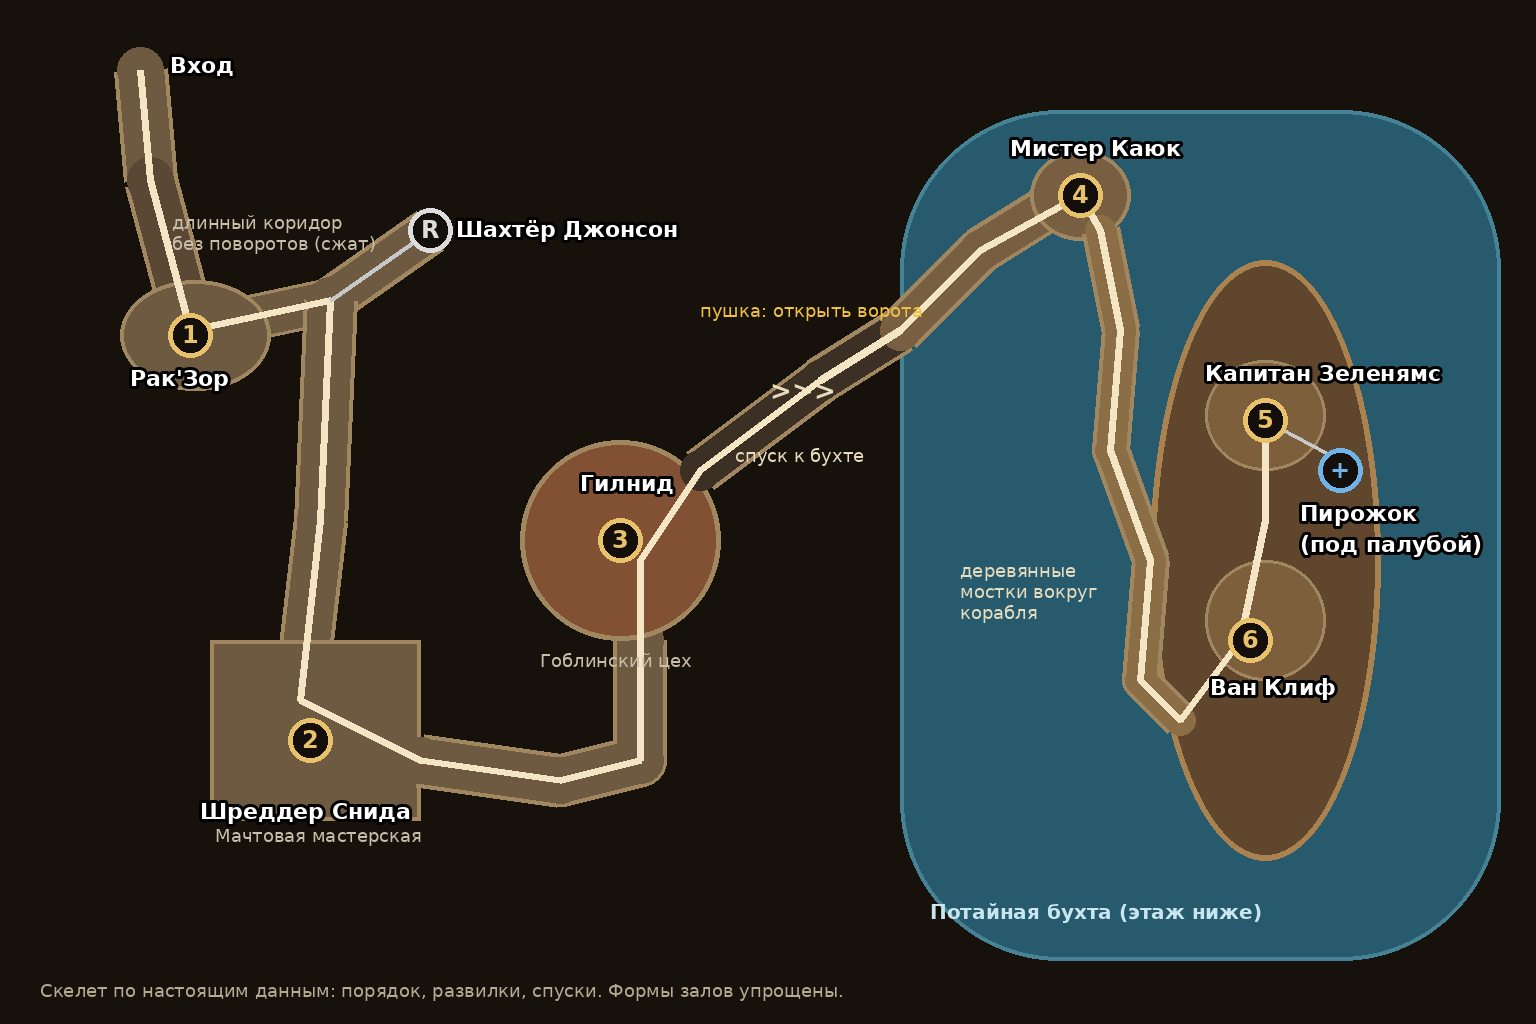 Вход
Мистер Каюк
4
длинный коридор
без поворотов (сжат)
R
Шахтёр Джонсон
пушка: открыть ворота
1
Рак'Зор
>>>
Капитан Зеленямс
5
спуск к бухте
+
Гилнид
Пирожок
(под палубой)
3
деревянные
мостки вокруг
корабля
6
Гоблинский цех
Ван Клиф
2
Шреддер Снида
Мачтовая мастерская
Потайная бухта (этаж ниже)
Скелет по настоящим данным: порядок, развилки, спуски. Формы залов упрощены.